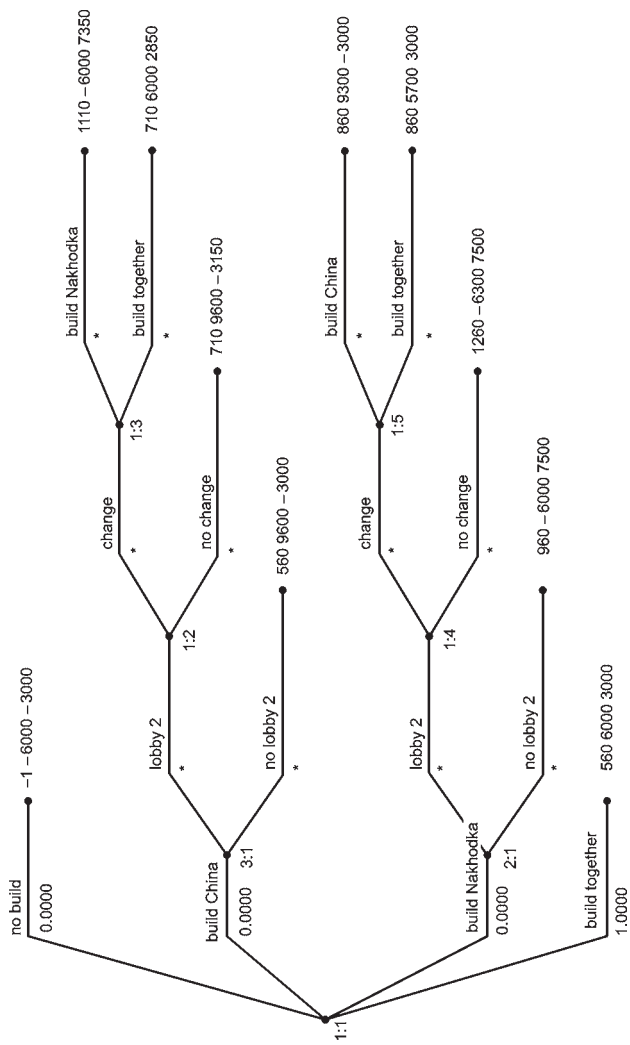 no build
0.0000
–1 –6000 –3000
1:1
build China
0.0000
3:1
lobby 2
*
1:2
change
*
1:3
build Nakhodka
*
1110 –6000 7350
build together
*
710 6000 2850
no change
*
710 9600 –3150
no lobby 2
*
560 9600 –3000
build Nakhodka
0.0000
2:1
lobby 2
*
1:4
change
*
1:5
build China
*
860 9300 –3000
build together
*
860 5700 3000
no change
*
1260 –6300 7500
no lobby 2
*
960 –6000 7500
build together
1.0000
560 6000 3000